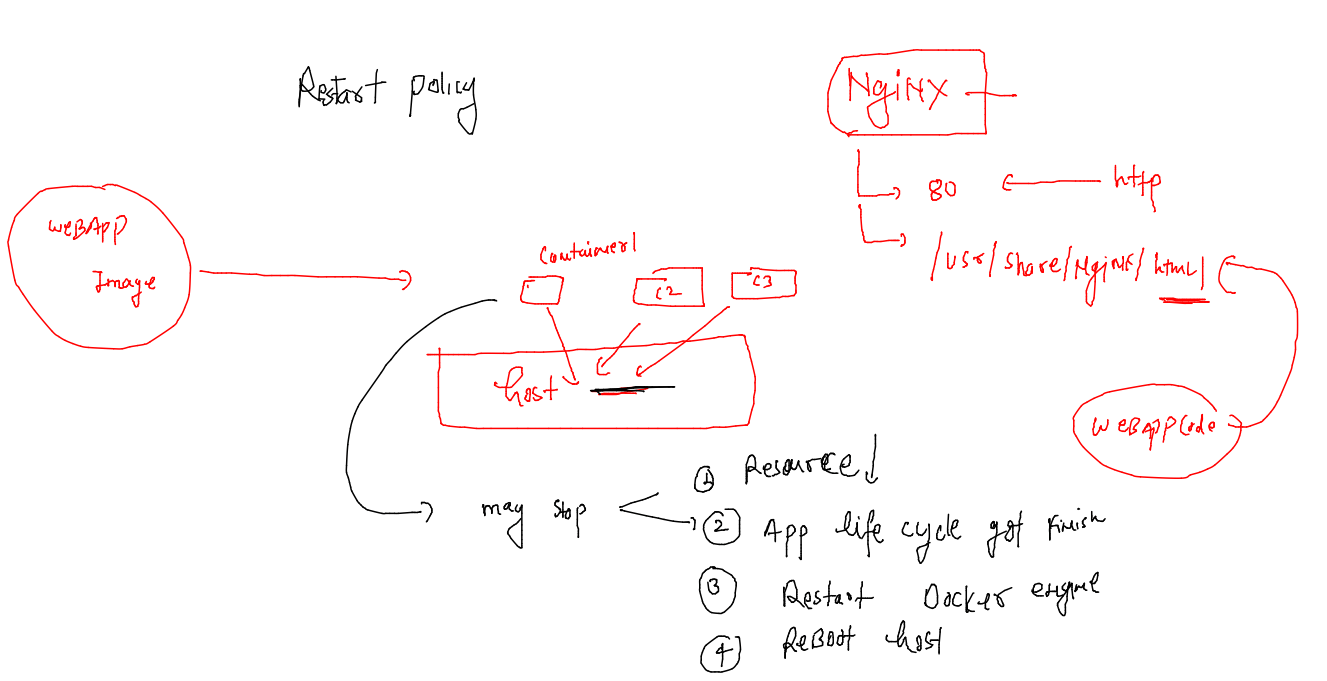 Restart policy
NgiNX
80
http
/usr/share/NgiNX/html
WeBApp
Image
Container1
C2
C3
host
WEBAPPCode
may stop
1 Resource↓
2 App life cycle got Finish
3 Restart Docker engine
4 ReBoot host